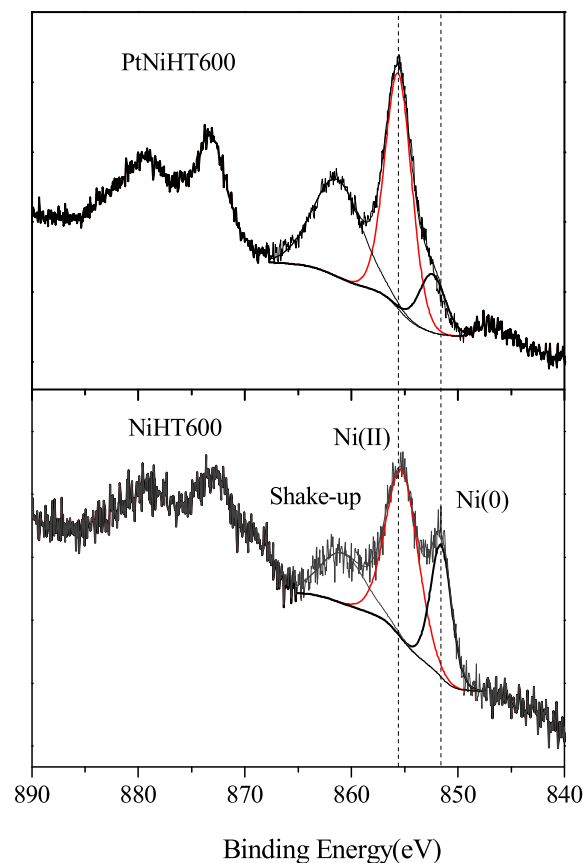 PtNiHT600
NiHT600
Ni(II)
Shake-up
Ni(0)
890 880 870 860 850 840
Binding Energy(eV)